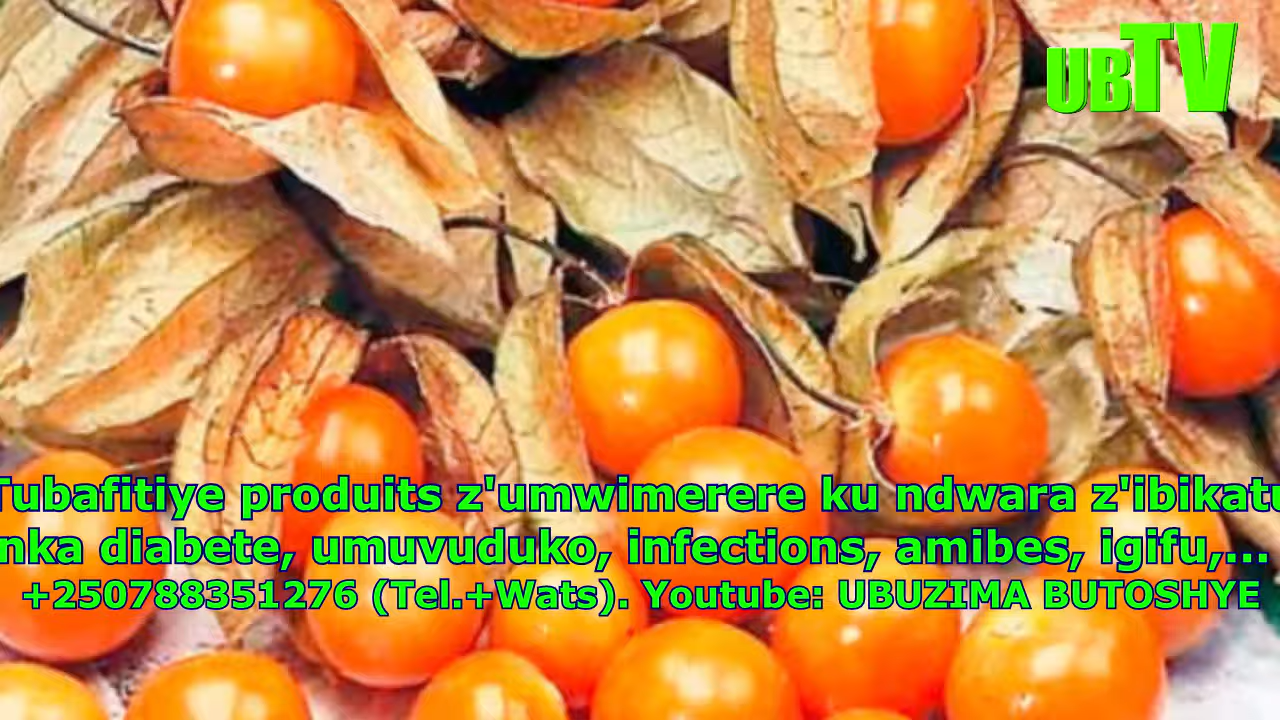 UBTV
Tubafitiye produits z'umwimerere ku ndwara z'ibikatu
nka diabete, umuvuduko, infections, amibes, igifu,...
+250788351276 (Tel.+Wats). Youtube: UBUZIMA BUTOSHYE